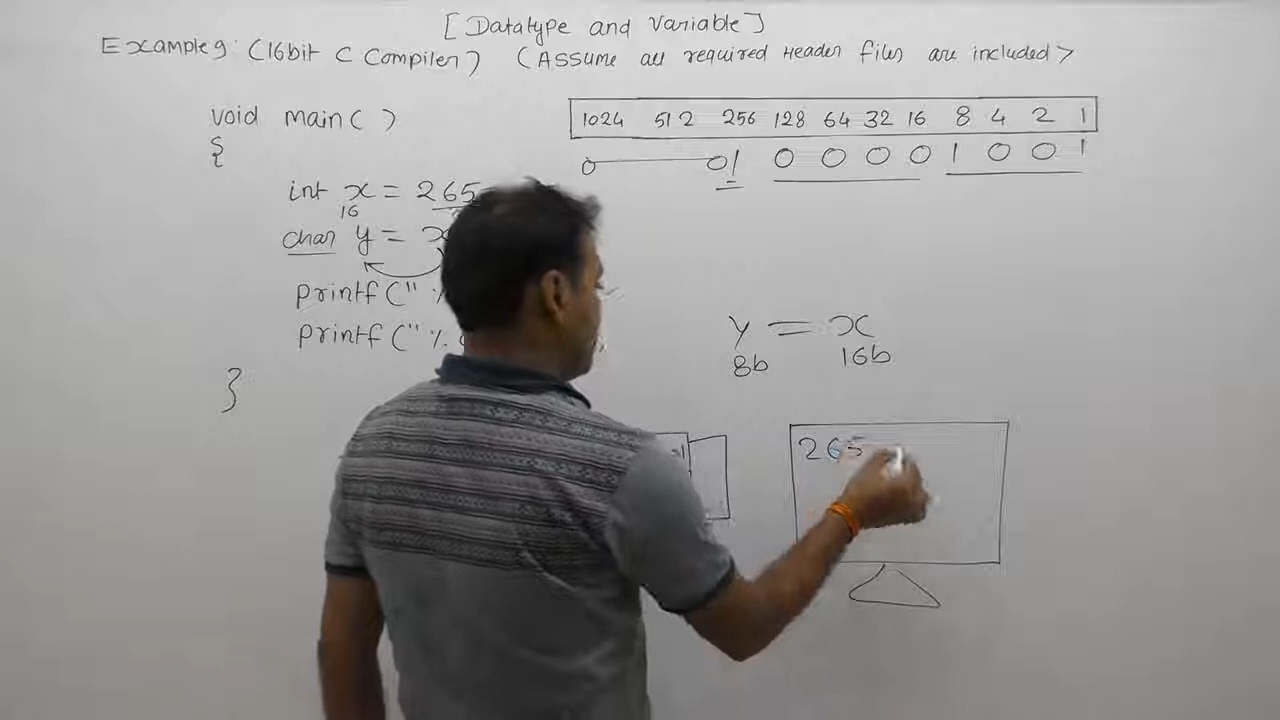 [Datatype and Variable]
Example 9: (16bit C Compiler) (Assume all required Header files are included)
void main( )
{
int x = 265
16
char y =
printf("
printf("
}
1024 512 256 128 64 32 16 8 4 2 1
0 0 1 0 0 0 0 1 0 0 1
y = x
8b 16b
265